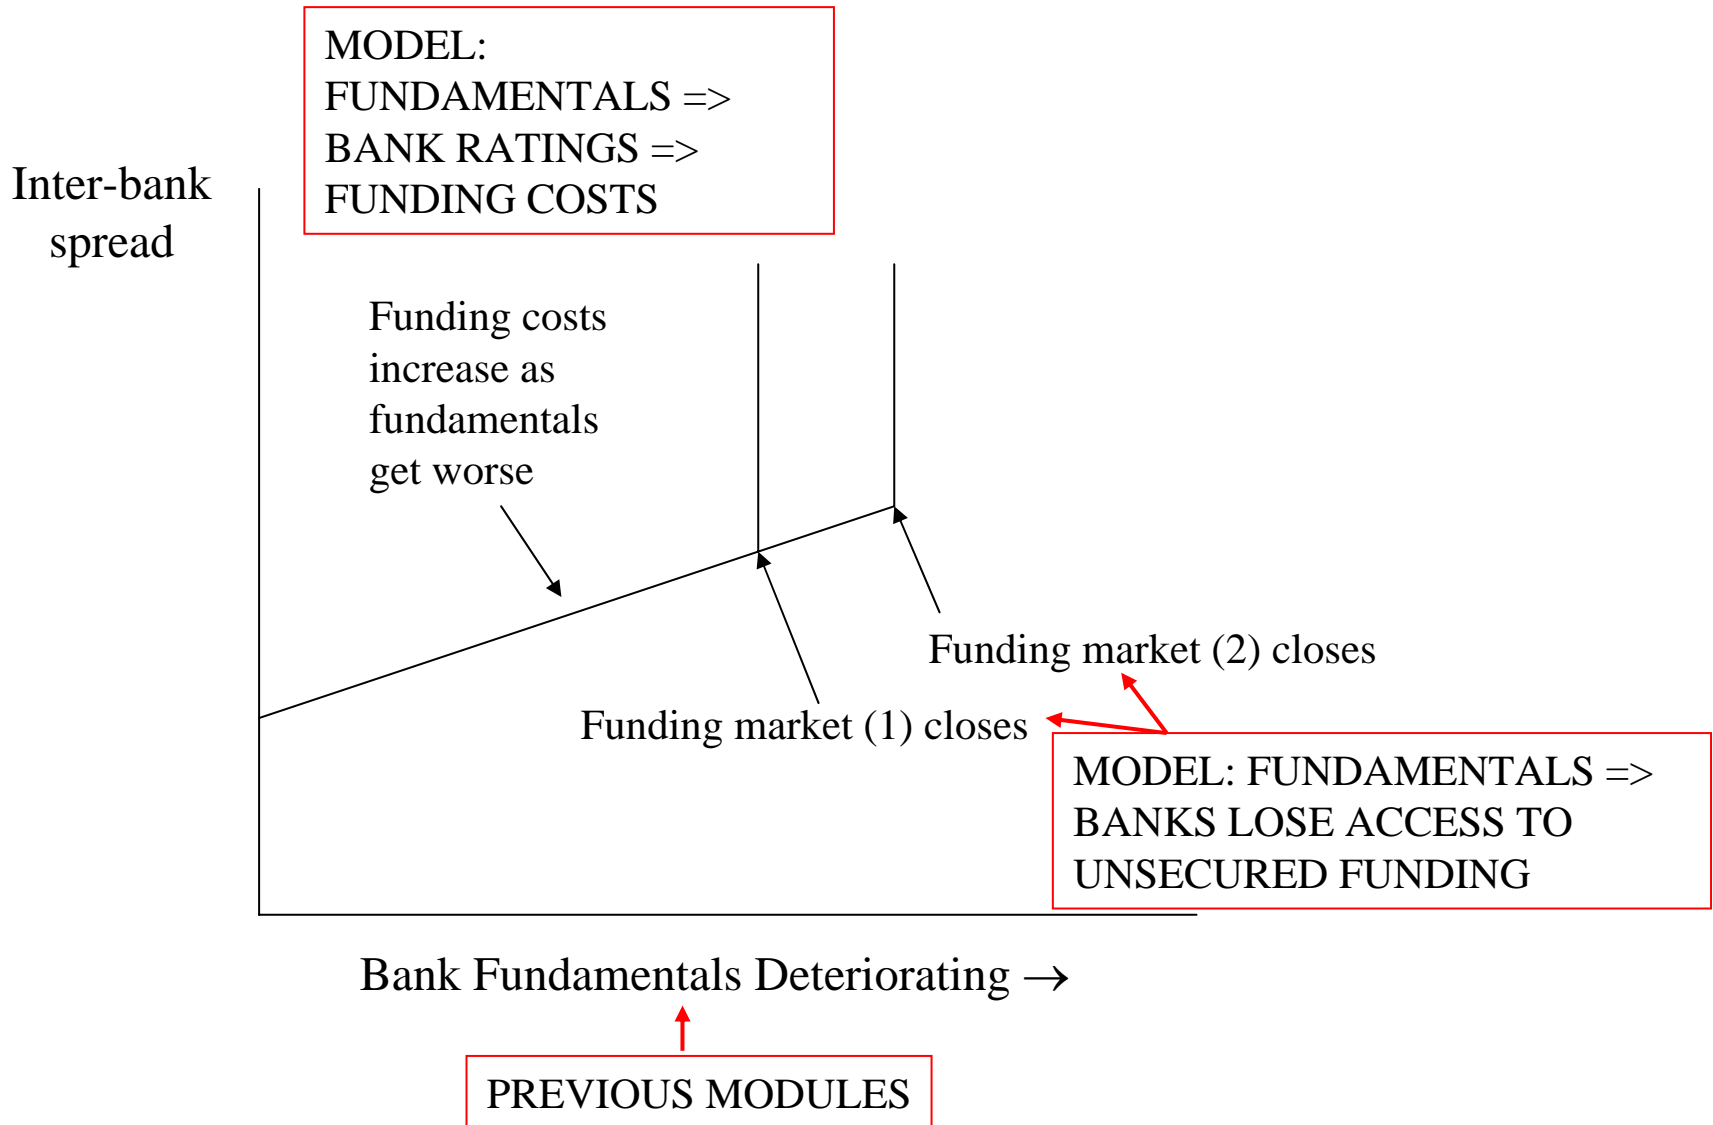 MODEL:
FUNDAMENTALS =>
BANK RATINGS =>
FUNDING COSTS
Inter-bank
spread
Funding costs
increase as
fundamentals
get worse
Funding market (2) closes
Funding market (1) closes
MODEL: FUNDAMENTALS =>
BANKS LOSE ACCESS TO
UNSECURED FUNDING
Bank Fundamentals Deteriorating →
PREVIOUS MODULES